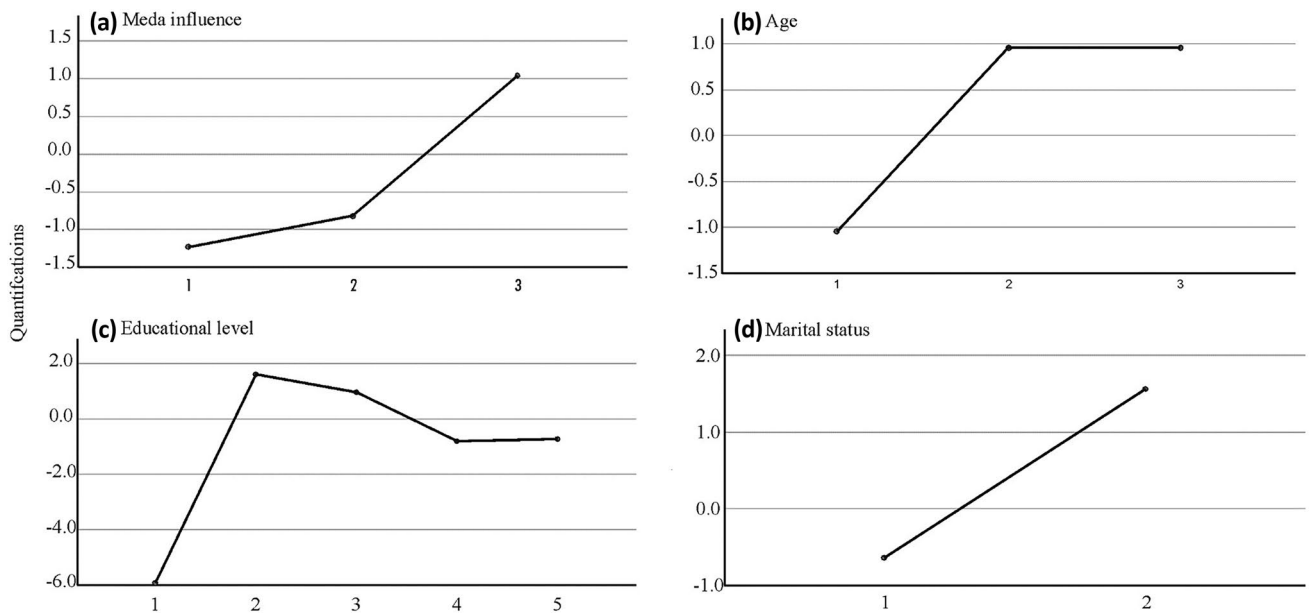 (a) Meda influence
1.5
1.0
0.5
0.0
-0.5
-1.0
-1.5
1 2 3
(b) Age
1.0
0.5
0.0
-0.5
-1.0
-1.5
1 2 3
Quantifcatioins
(c) Educational level
2.0
0.0
-2.0
-4.0
-6.0
1 2 3 4 5
(d) Marital status
2.0
1.0
0.0
-1.0
1 2